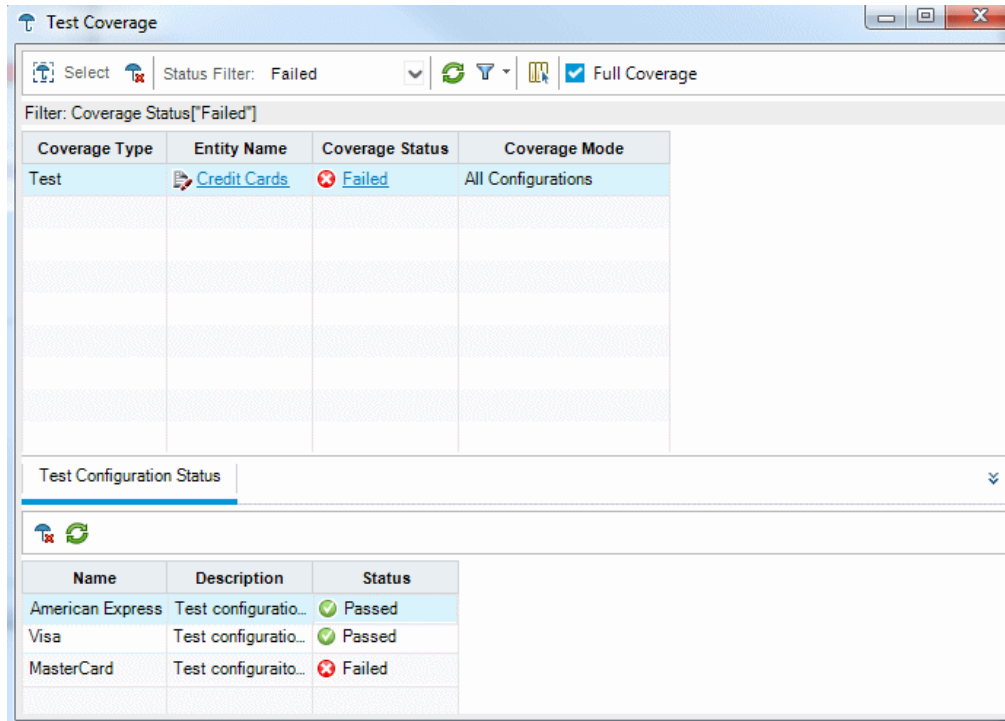 Test Coverage
Select Status Filter: Failed Full Coverage
Filter: Coverage Status["Failed"]
Coverage Type Entity Name Coverage Status Coverage Mode
Test Credit Cards Failed All Configurations
Test Configuration Status
Name Description Status
American Express Test configuratio... Passed
Visa Test configuratio... Passed
MasterCard Test configuraito... Failed